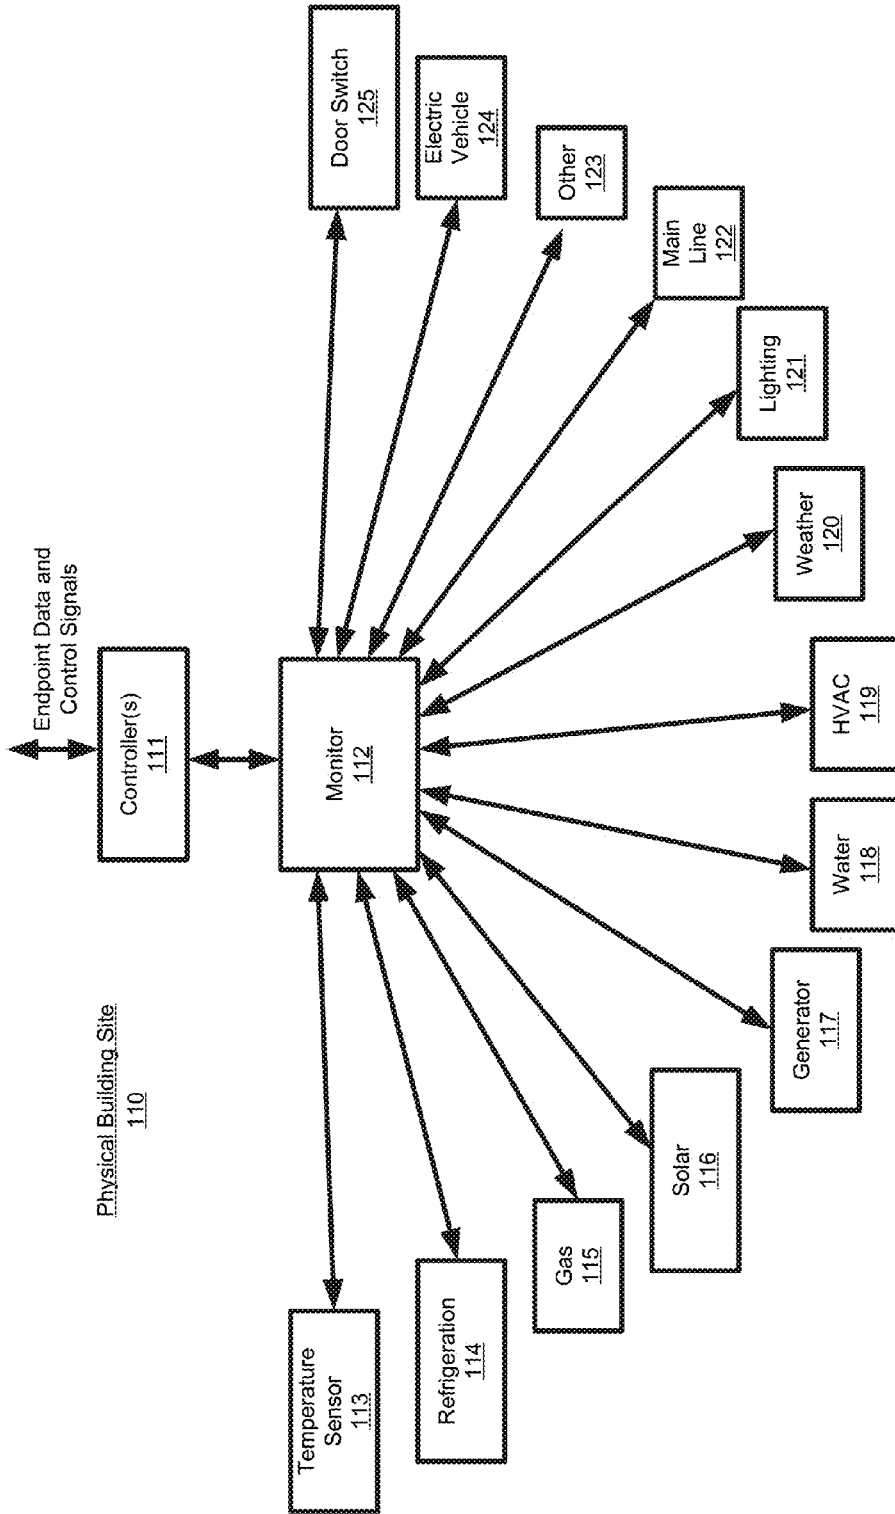 Physical Building Site
110
Endpoint Data and
Control Signals
Controller(s)
111
Monitor
112
Temperature
Sensor
113
Refrigeration
114
Gas
115
Solar
116
Generator
117
Water
118
HVAC
119
Weather
120
Lighting
121
Main
Line
122
Other
123
Electric
Vehicle
124
Door Switch
125